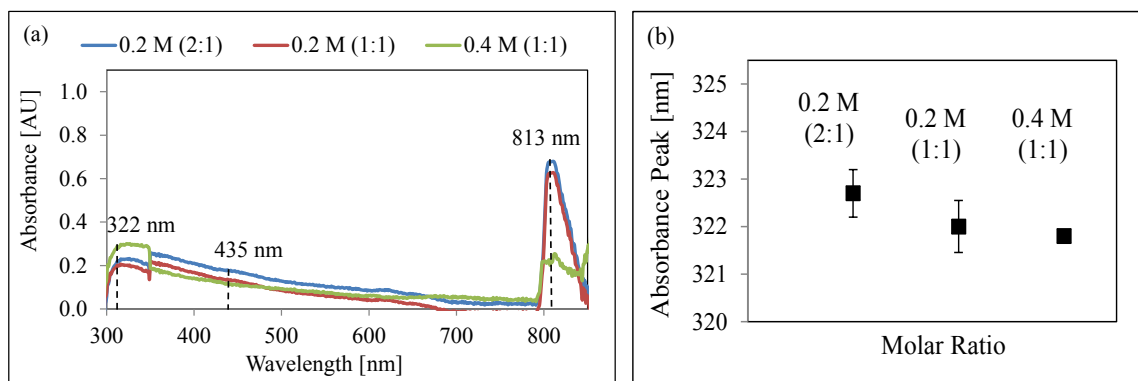 (a)
0.2 M (2:1) 0.2 M (1:1) 0.4 M (1:1)
Absorbance [AU]
1.0
0.8
0.6
0.4
0.2
0.0
322 nm
435 nm
813 nm
300 400 500 600 700 800
Wavelength [nm]
(b)
Absorbance Peak [nm]
325
324
323
322
321
320
0.2 M
(2:1)
0.2 M
(1:1)
0.4 M
(1:1)
Molar Ratio